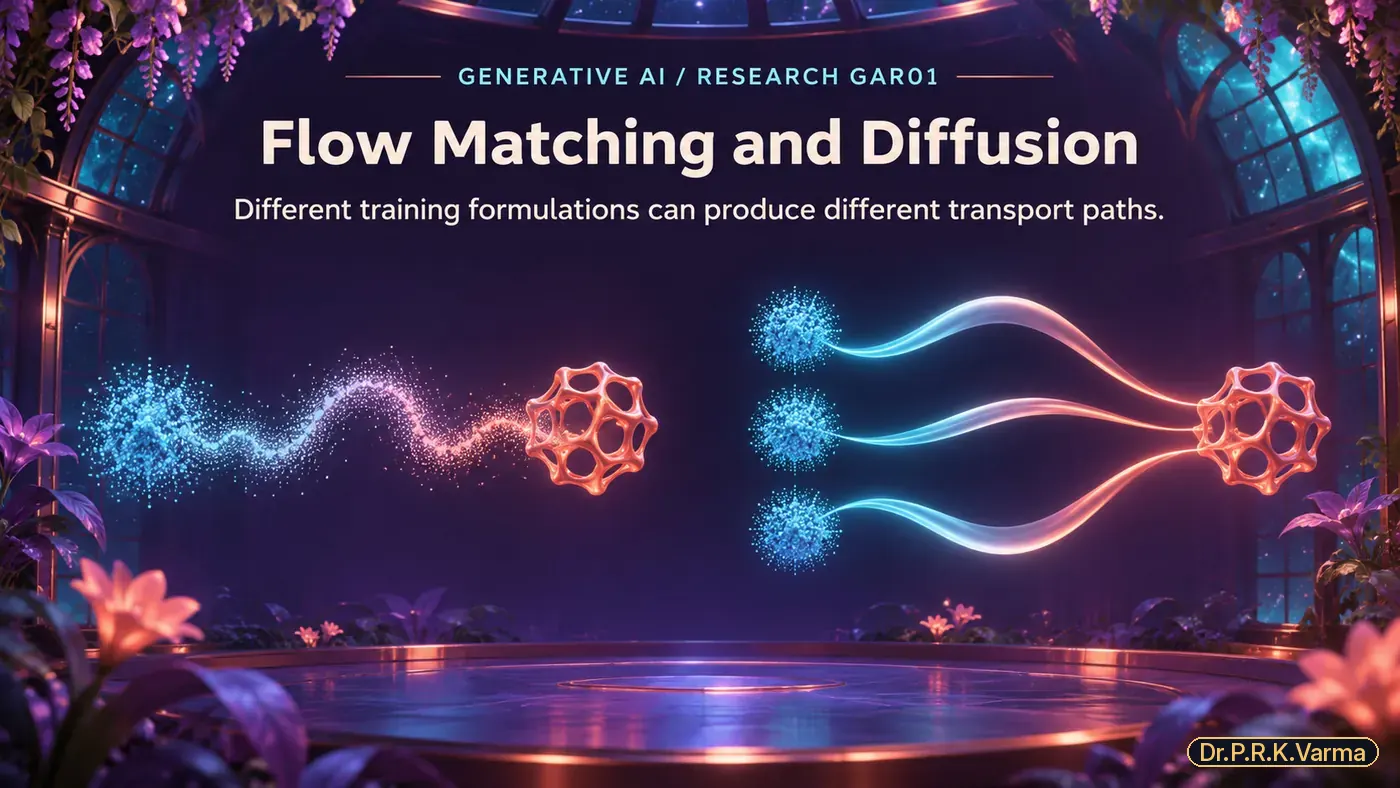 GENERATIVE AI / RESEARCH GAR01
Flow Matching and Diffusion
Different training formulations can produce different transport paths.
Dr.P.R.K.Varma